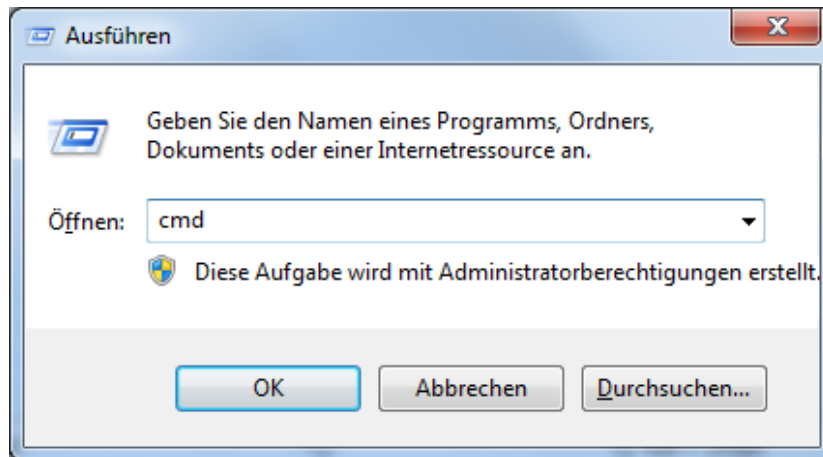 Ausführen
Geben Sie den Namen eines Programms, Ordners,
Dokuments oder einer Internetressource an.
Öffnen: cmd
Diese Aufgabe wird mit Administratorberechtigungen erstellt.
OK Abbrechen Durchsuchen...